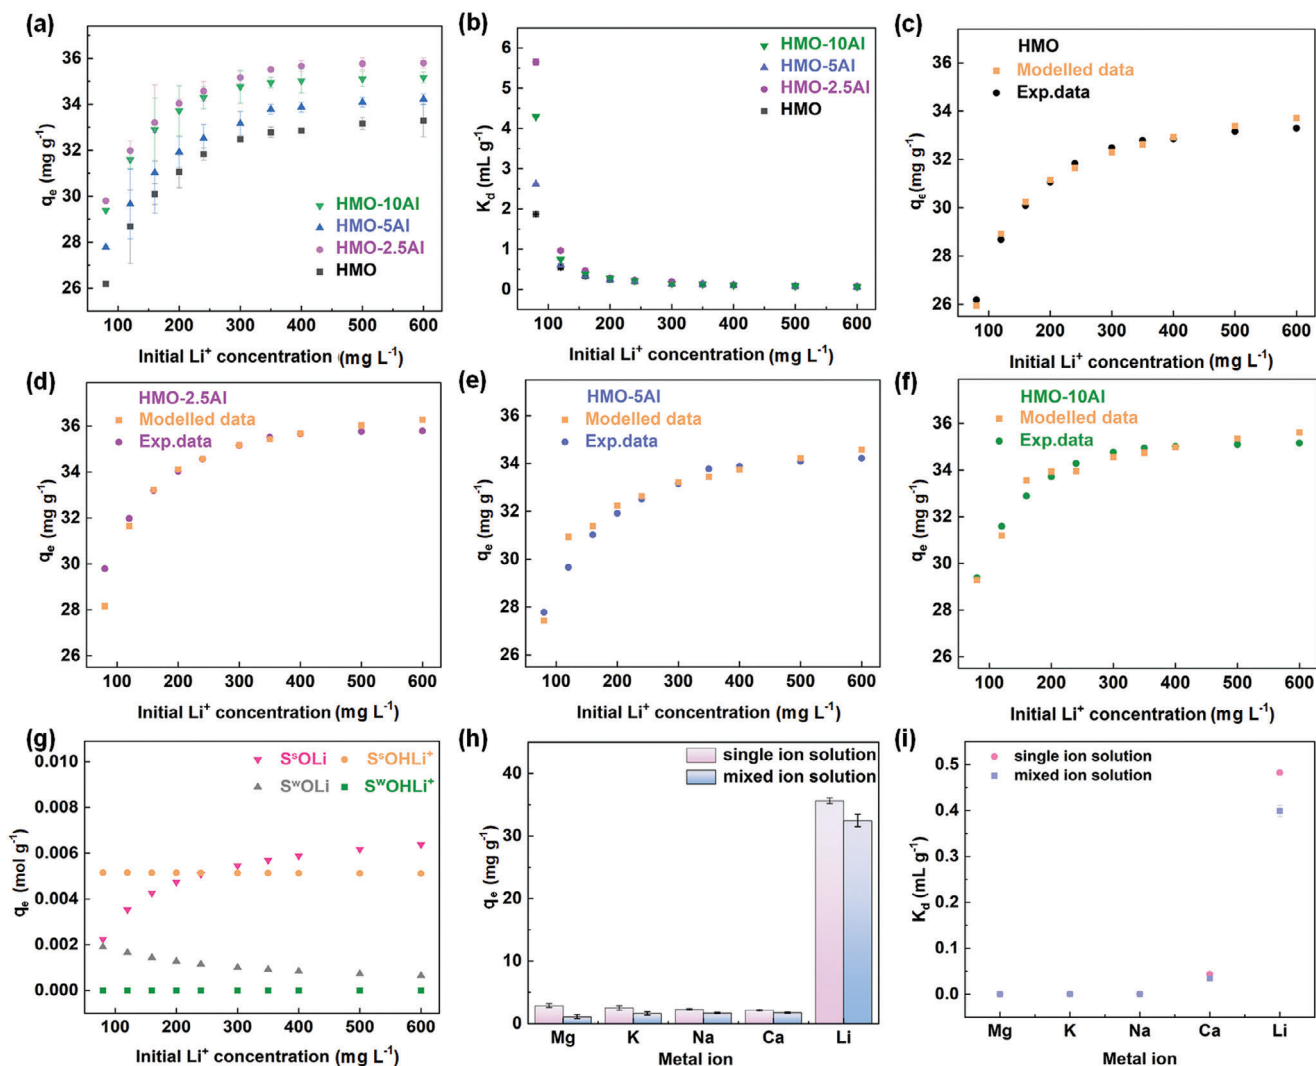 (a)
36
34
32
30
28
26
qe (mg g-1)
HMO-10Al
HMO-5Al
HMO-2.5Al
HMO
100 200 300 400 500 600
Initial Li+ concentration (mg L-1)
(b)
6
5
4
3
2
1
0
Kd (mL g-1)
HMO-10Al
HMO-5Al
HMO-2.5Al
HMO
100 200 300 400 500 600
Initial Li+ concentration (mg L-1)
(c)
36
34
32
30
28
26
qe(mg g-1)
HMO
Modelled data
Exp.data
100 200 300 400 500 600
Initial Li+ concentration (mg L-1)
(d)
36
34
32
30
28
26
qe (mg g-1)
HMO-2.5Al
Modelled data
Exp.data
100 200 300 400 500 600
Initial Li+ concentration (mg L-1)
(e)
36
34
32
30
28
26
qe (mg g-1)
HMO-5Al
Modelled data
Exp.data
100 200 300 400 500 600
Initial Li+ concentration (mg L-1)
(f)
36
34
32
30
28
26
qe (mg g-1)
HMO-10Al
Modelled data
Exp.data
100 200 300 400 500 600
Initial Li+ concentration (mg L-1)
(g)
0.010
0.008
0.006
0.004
0.002
0.000
qe (mol g-1)
SsOLi SsOHLi+
SwOLi SwOHLi+
100 200 300 400 500 600
Initial Li+ concentration (mg L-1)
(h)
40
30
20
10
0
qe (mg g-1)
single ion solution
mixed ion solution
Mg K Na Ca Li
Metal ion
(i)
0.5
0.4
0.3
0.2
0.1
0.0
Kd (mL g-1)
single ion solution
mixed ion solution
Mg K Na Ca Li
Metal ion